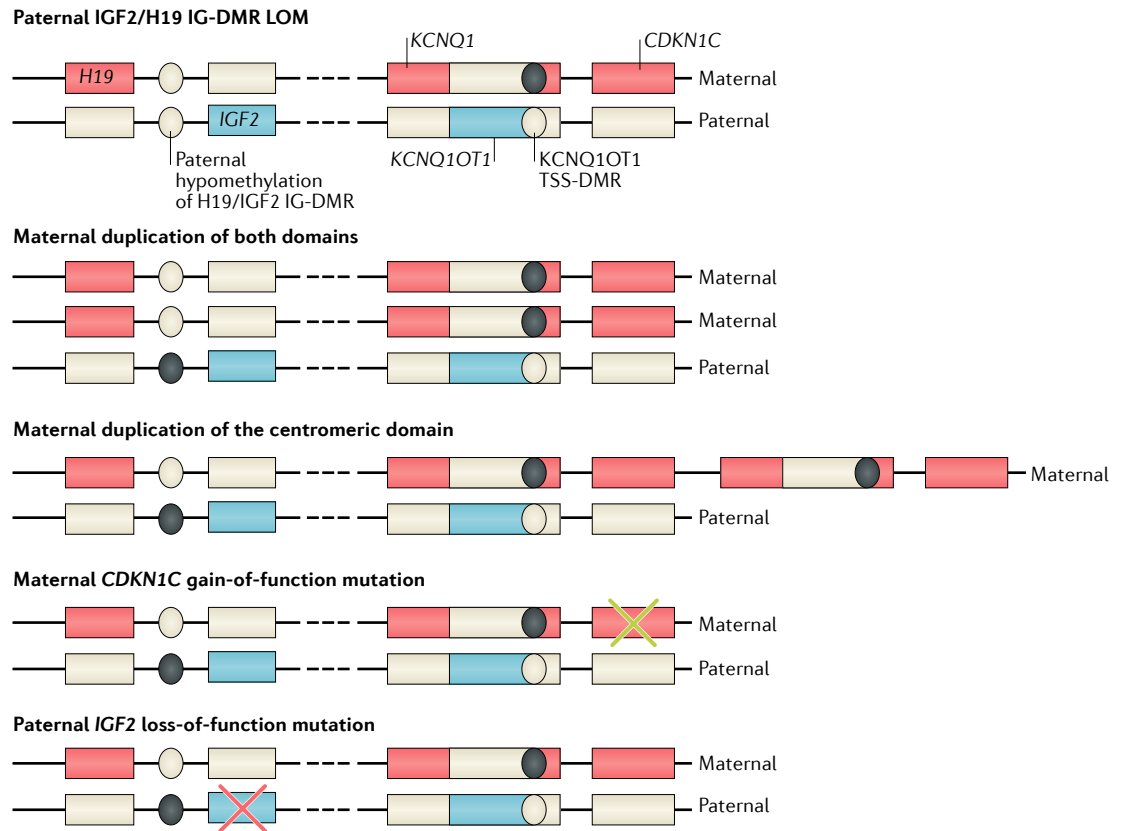 Paternal IGF2/H19 IG-DMR LOM
KCNQ1
CDKN1C
H19
Maternal
IGF2
Paternal
Paternal
hypomethylation
of H19/IGF2 IG-DMR
KCNQ1OT1
KCNQ1OT1
TSS-DMR
Maternal duplication of both domains
Maternal
Maternal
Paternal
Maternal duplication of the centromeric domain
Maternal
Paternal
Maternal CDKN1C gain-of-function mutation
Maternal
Paternal
Paternal IGF2 loss-of-function mutation
Maternal
Paternal